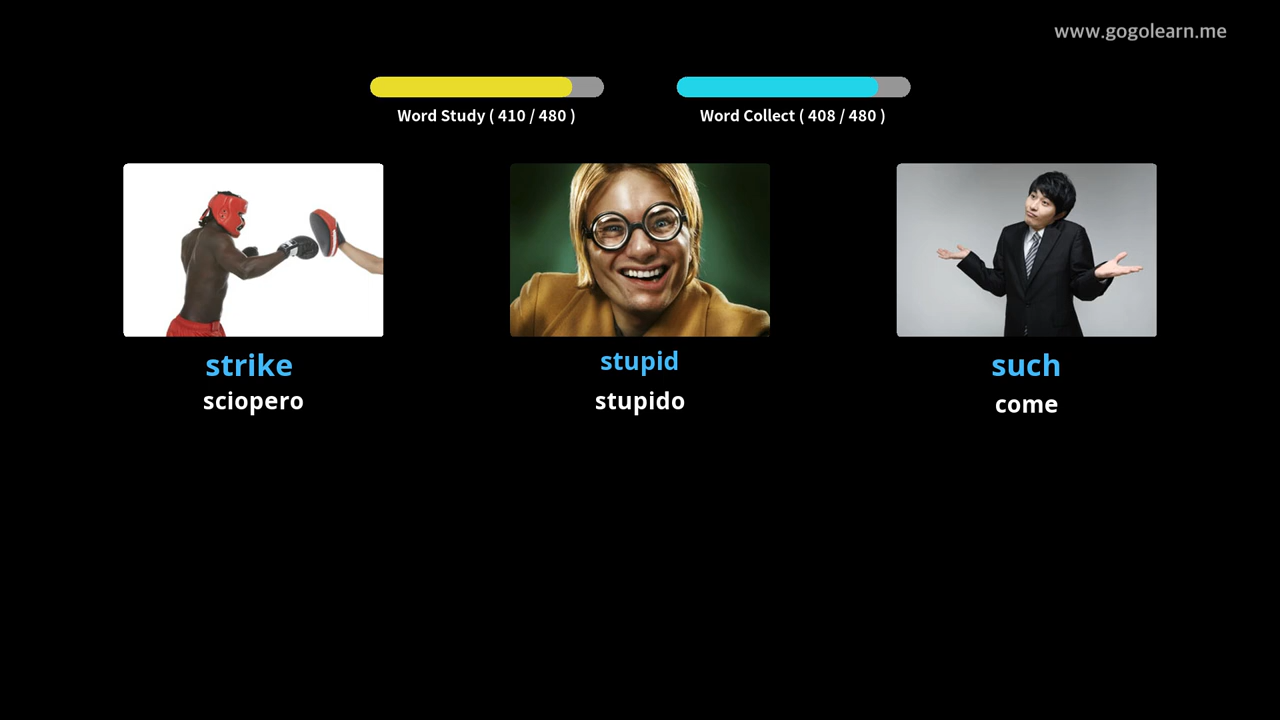 www.gogolearn.me
Word Study ( 410 / 480 )
Word Collect ( 408 / 480 )
strike
sciopero
stupid
stupido
such
come